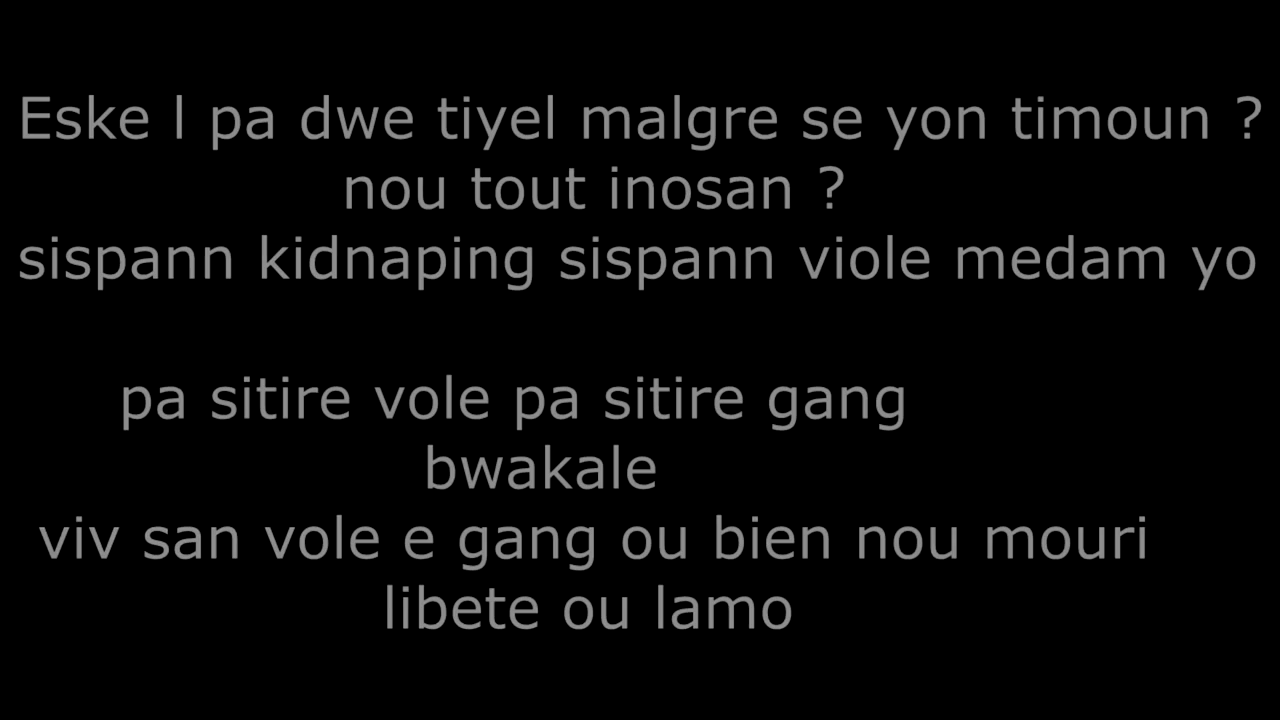 Eske l pa dwe tiyel malgre se yon timoun ?
nou tout inosan ?
sispann kidnaping sispann viole medam yo
pa sitire vole pa sitire gang
bwakale
viv san vole e gang ou bien nou mouri
libete ou lamo